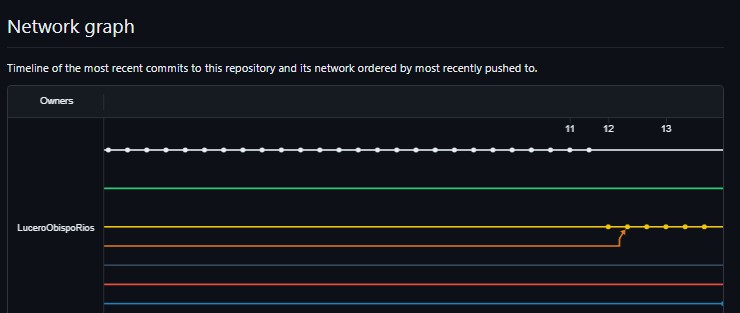 Network graph
Timeline of the most recent commits to this repository and its network ordered by most recently pushed to.
Owners
11 12 13
LuceroObispoRios